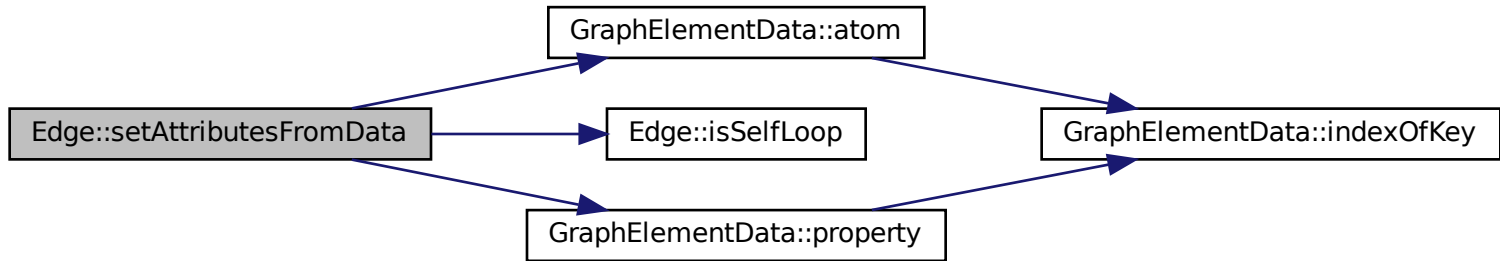 GraphElementData::atom
Edge::setAttributesFromData
Edge::isSelfLoop
GraphElementData::indexOfKey
GraphElementData::property